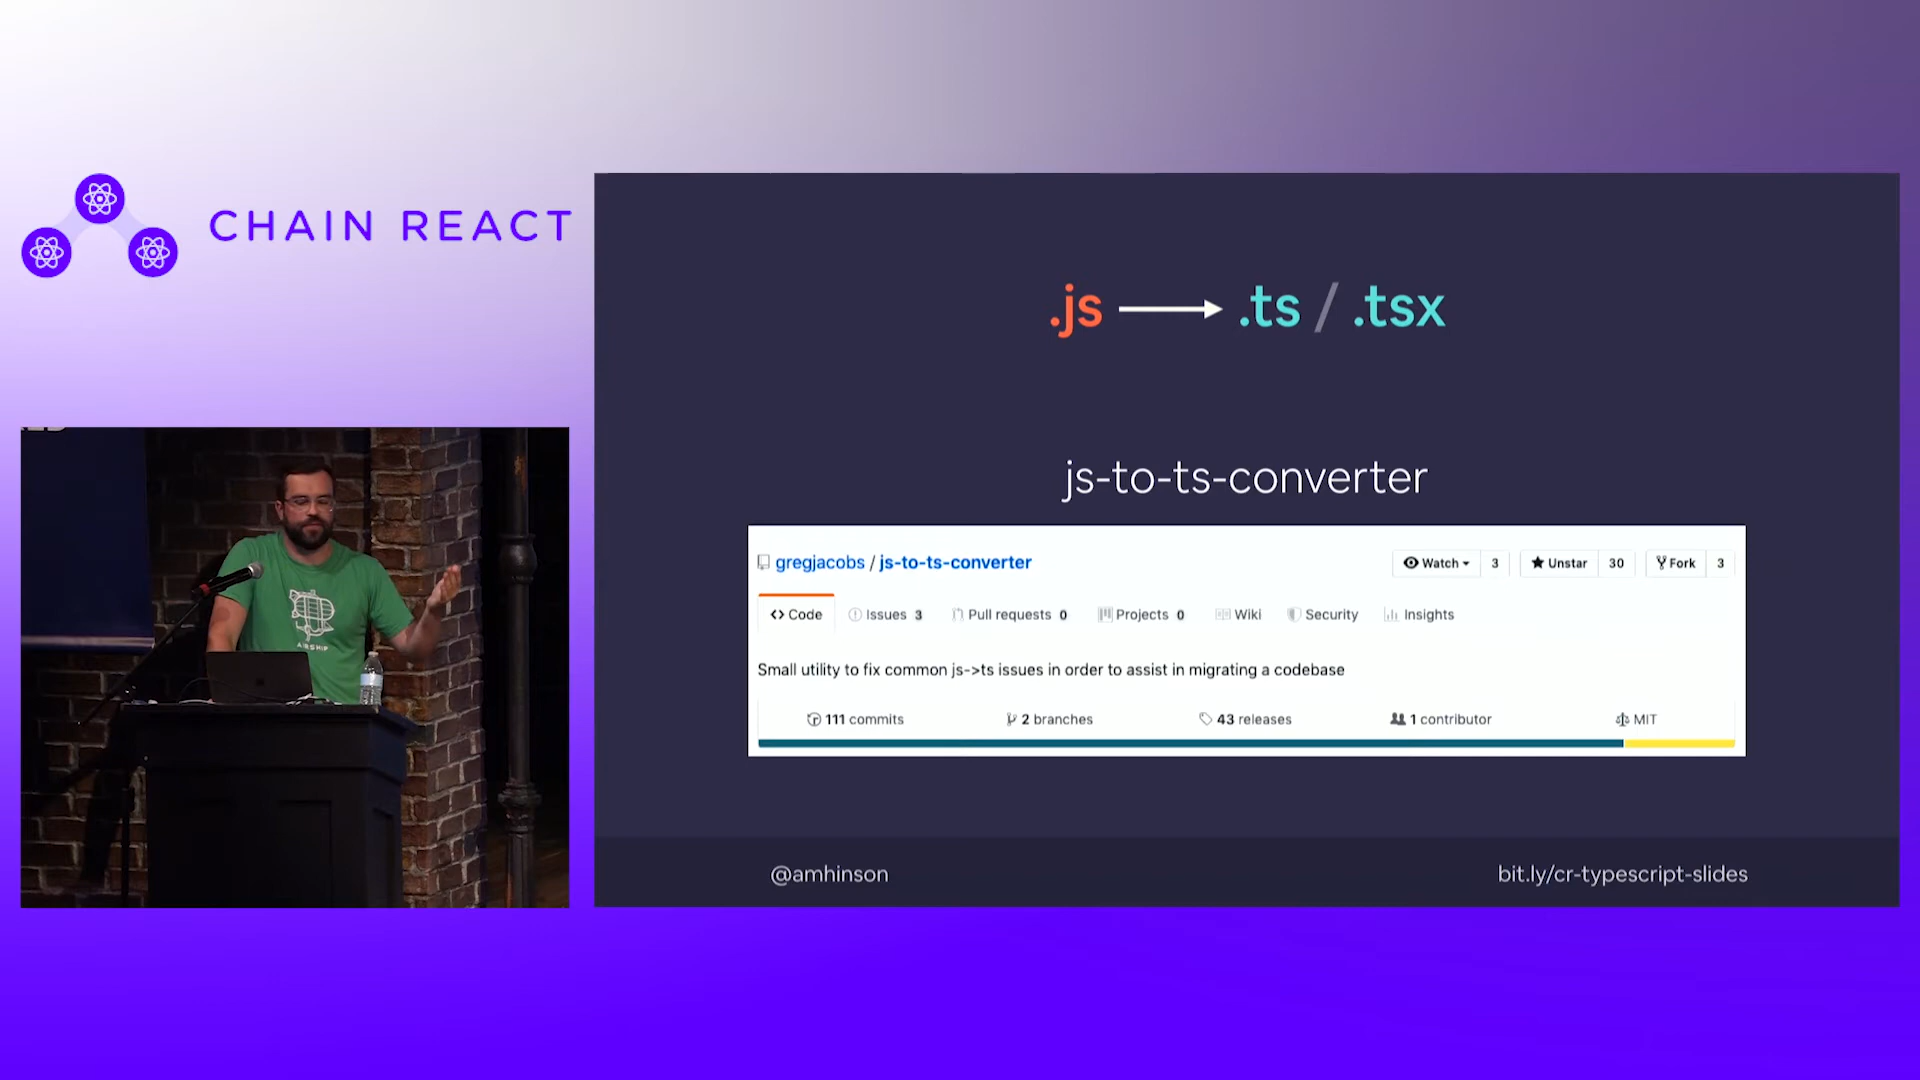 CHAIN REACT
.js → .ts / .tsx
js-to-ts-converter
gregjacobs / js-to-ts-converter
Watch 3 Unstar 30 Fork 3
Code Issues 3 Pull requests 0 Projects 0 Wiki Security Insights
Small utility to fix common js->ts issues in order to assist in migrating a codebase
111 commits 2 branches 43 releases 1 contributor MIT
@amhinson
bit.ly/cr-typescript-slides
AIRSHIP